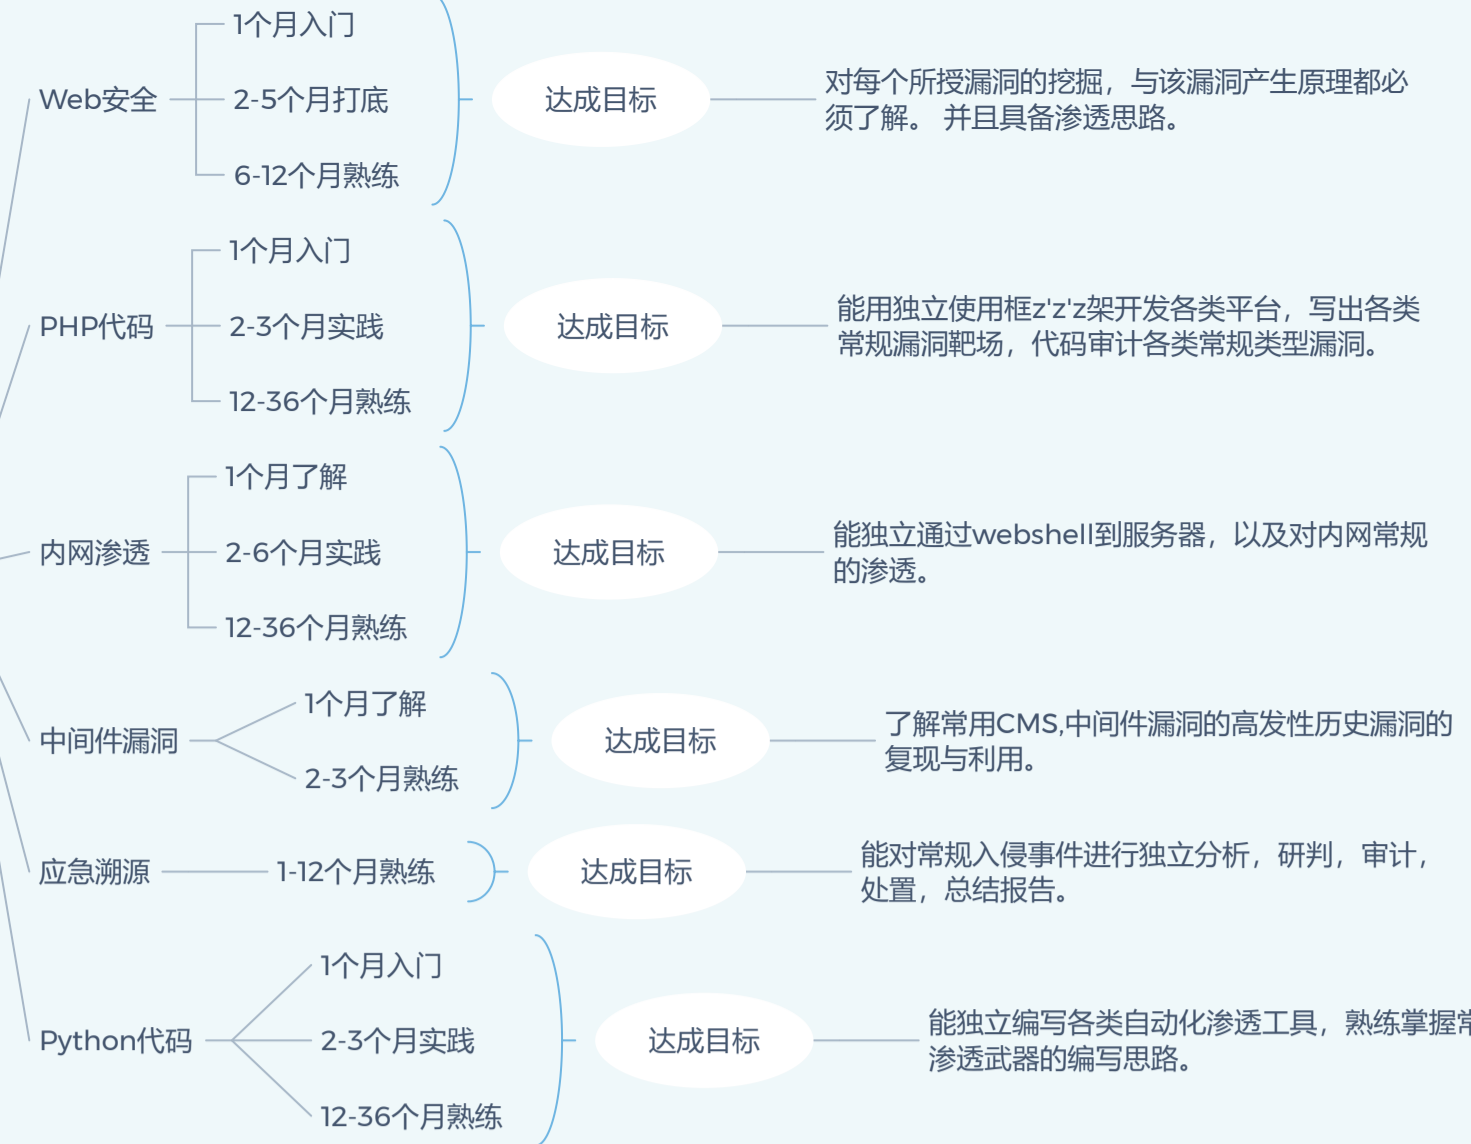 Web安全
1个月入门
2-5个月打底
6-12个月熟练
达成目标
对每个所授漏洞的挖掘，与该漏洞产生原理都必
须了解。 并且具备渗透思路。
PHP代码
1个月入门
2-3个月实践
12-36个月熟练
达成目标
能用独立使用框z'z'z架开发各类平台，写出各类
常规漏洞靶场，代码审计各类常规类型漏洞。
内网渗透
1个月了解
2-6个月实践
12-36个月熟练
达成目标
能独立通过webshell到服务器，以及对内网常规
的渗透。
中间件漏洞
1个月了解
2-3个月熟练
达成目标
了解常用CMS,中间件漏洞的高发性历史漏洞的
复现与利用。
应急溯源
1-12个月熟练
达成目标
能对常规入侵事件进行独立分析，研判，审计，
处置，总结报告。
Python代码
1个月入门
2-3个月实践
12-36个月熟练
达成目标
能独立编写各类自动化渗透工具，熟练掌握常
渗透武器的编写思路。